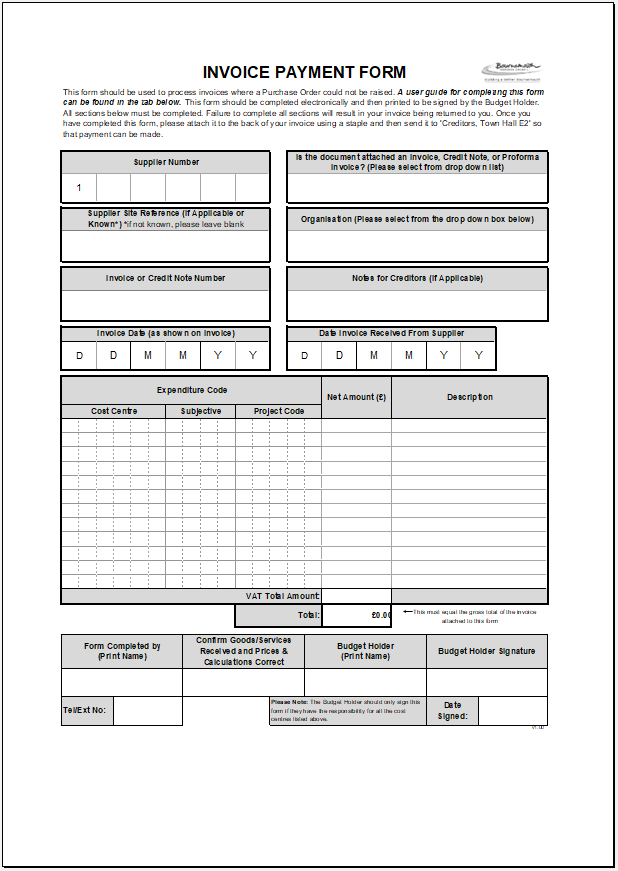 INVOICE PAYMENT FORM
Bournemouth
This form should be used to process invoices where a Purchase Order could not be raised. A user guide for completing this form
can be found in the tab below. This form should be completed electronically and then printed to be signed by the Budget Holder.
All sections below must be completed. Failure to complete all sections will result in your invoice being returned to you. Once you
have completed this form, please attach it to the back of your invoice using a staple and then send it to 'Creditors, Town Hall E2' so
that payment can be made.
Supplier Number
1
Is the document attached an Invoice, Credit Note, or Proforma
Invoice? (Please select from drop down list)
Supplier Site Reference (If Applicable or
Known*) *if not known, please leave blank
Organisation (Please select from the drop down box below)
Invoice or Credit Note Number
Notes for Creditors (If Applicable)
Invoice Date (as shown on Invoice)
D D M M Y Y
Date Invoice Received From Supplier
D D M M Y Y
Expenditure Code
Net Amount (£)
Description
Cost Centre
Subjective
Project Code
VAT Total Amount:
Total:
£0.00
This must equal the gross total of the invoice
attached to this form
Form Completed by
(Print Name)
Confirm Goods/Services
Received and Prices &
Calculations Correct
Budget Holder
(Print Name)
Budget Holder Signature
Tel/Ext No:
Please Note: The Budget Holder should only sign this
form if they have the responsibility for all the cost
centres listed above.
Date
Signed: